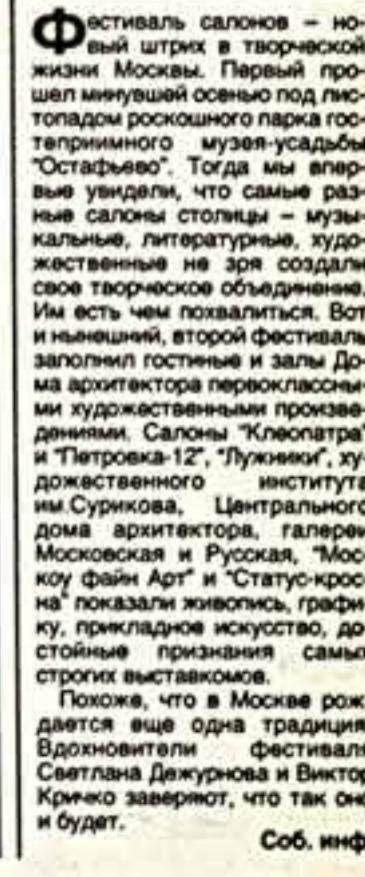 Фестиваль салонов – но-
вый штрих в творческой
жизни Москвы. Первый про-
шел минувшей осенью под лис-
топадом роскошного парка гос-
теприимного музея-усадьбы
"Остафьево". Тогда мы впер-
вые увидели, что самые раз-
ные салоны столицы – музы-
кальные, литературные, худо-
жественные не зря создали
свое творческое объединение.
Им есть чем похвалиться. Вот
и нынешний, второй фестиваль
заполнил гостиные и залы До-
ма архитектора первоклассны-
ми художественными произве-
дениями. Салоны "Клеопатра"
и "Петровка-12", "Лужники", ху-
дожественного института
им.Сурикова, Центрального
дома архитектора, галереи
Московская и Русская, "Мос-
коу файн Арт" и "Статус-крос-
на" показали живопись, графи-
ку, прикладное искусство, до-
стойные признания самы
строгих выставкомов.
Похоже, что в Москве рож
дается еще одна традиция
Вдохновители фестиваля
Светлана Дежурнова и Виктор
Кричко заверяют, что так оно
и будет.
Соб. инф